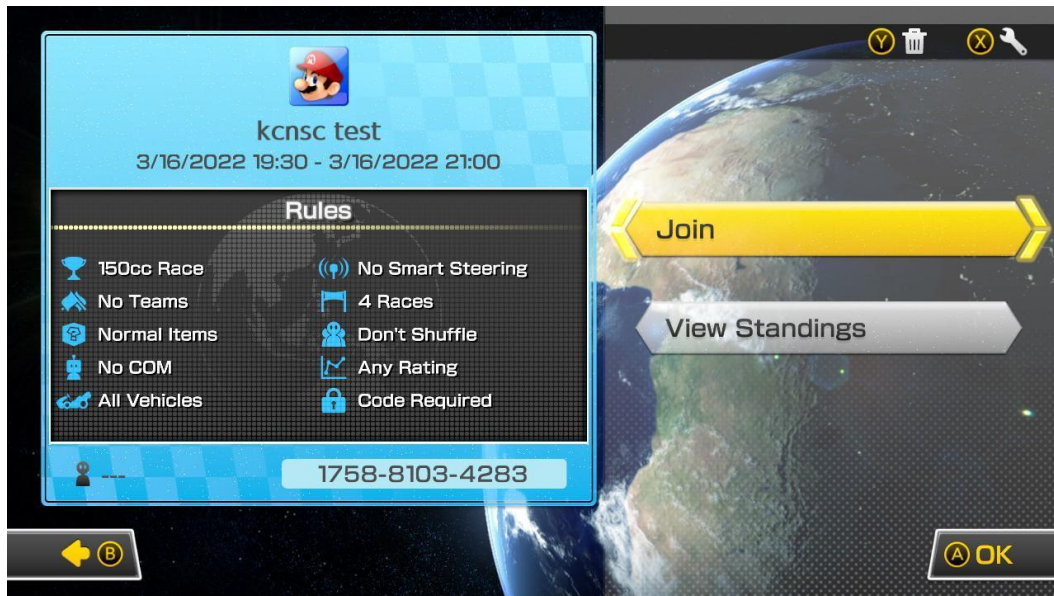 Y
X
kcnsc test
3/16/2022 19:30 - 3/16/2022 21:00
Rules
150cc Race
No Smart Steering
No Teams
4 Races
Normal Items
Don't Shuffle
No COM
Any Rating
All Vehicles
Code Required
---
1758-8103-4283
Join
View Standings
B
A OK